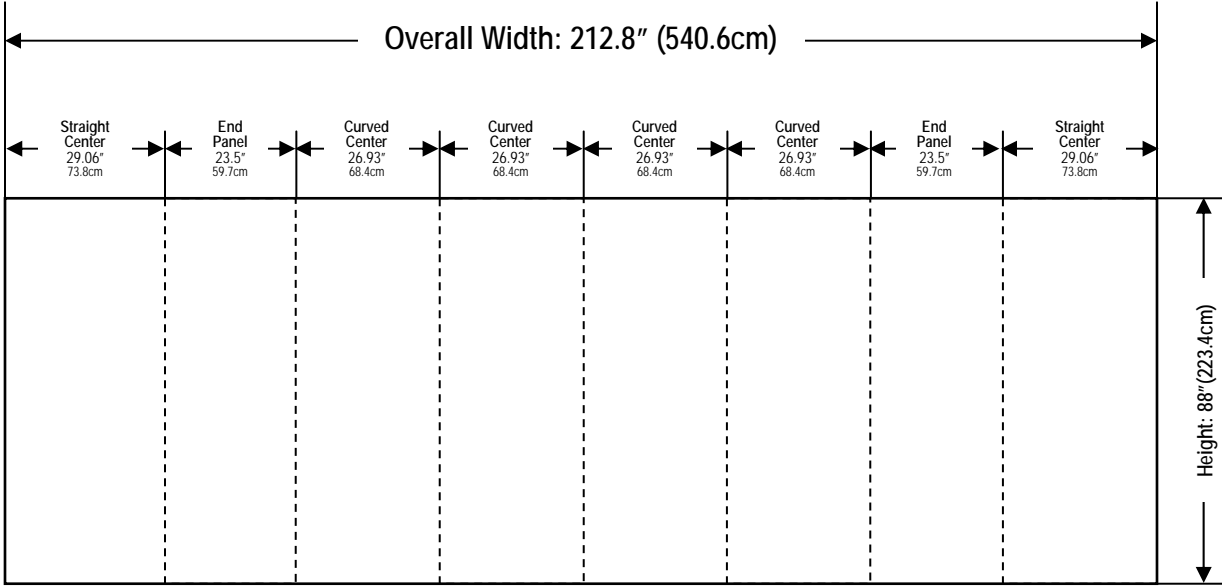 Overall Width: 212.8" (540.6cm)
Straight
Center
29.06"
73.8cm
End
Panel
23.5"
59.7cm
Curved
Center
26.93"
68.4cm
Curved
Center
26.93"
68.4cm
Curved
Center
26.93"
68.4cm
Curved
Center
26.93"
68.4cm
End
Panel
23.5"
59.7cm
Straight
Center
29.06"
73.8cm
Height: 88"(223.4cm)